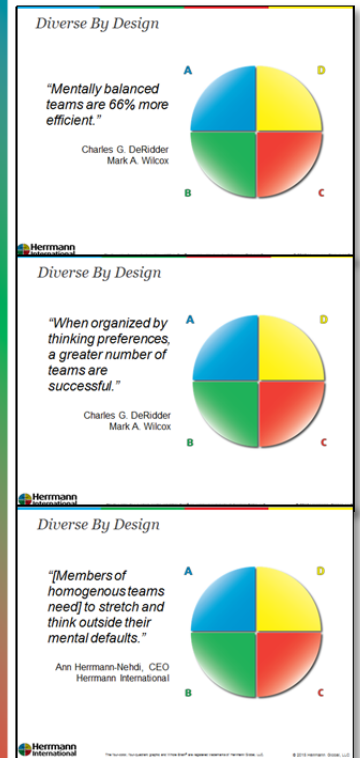 Diverse By Design
"Mentally balanced
teams are 66% more
efficient."
Charles G. DeRidder
Mark A. Wilcox
A
D
B
C
Herrmann
International
Diverse By Design
"When organized by
thinking preferences,
a greater number of
teams are
successful."
Charles G. DeRidder
Mark A. Wilcox
A
D
B
C
Herrmann
International
Diverse By Design
"[Members of
homogenous teams
need] to stretch and
think outside their
mental defaults."
Ann Herrmann-Nehdi, CEO
Herrmann International
A
D
B
C
Herrmann
International